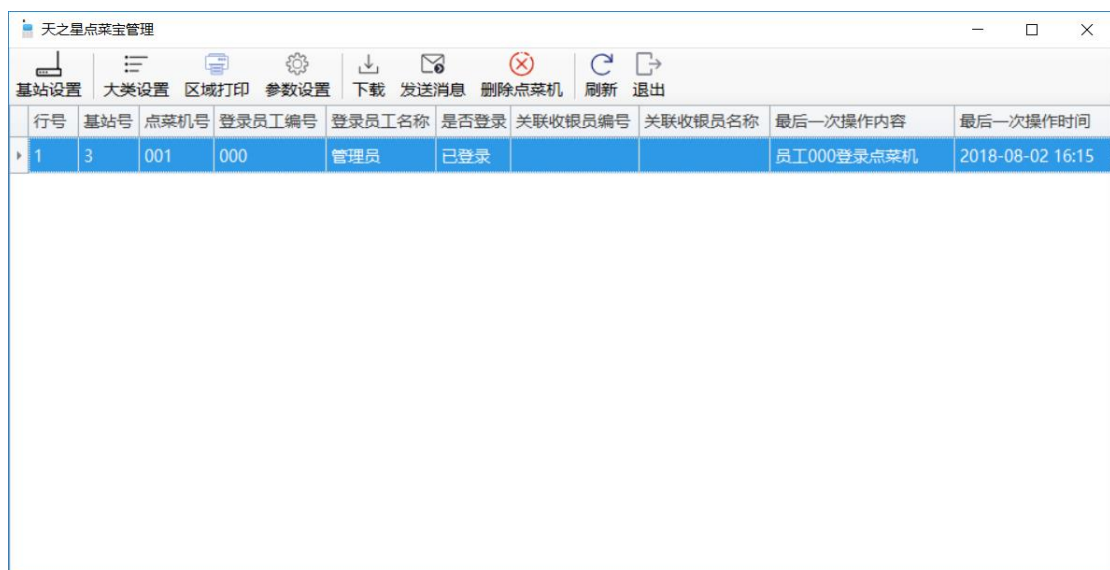 天之星点菜宝管理
基站设置 大类设置 区域打印 参数设置 下载 发送消息 删除点菜机 刷新 退出
行号 基站号 点菜机号 登录员工编号 登录员工名称 是否登录 关联收银员编号 关联收银员名称 最后一次操作内容 最后一次操作时间
1 3 001 000 管理员 已登录 员工000登录点菜机 2018-08-02 16:15